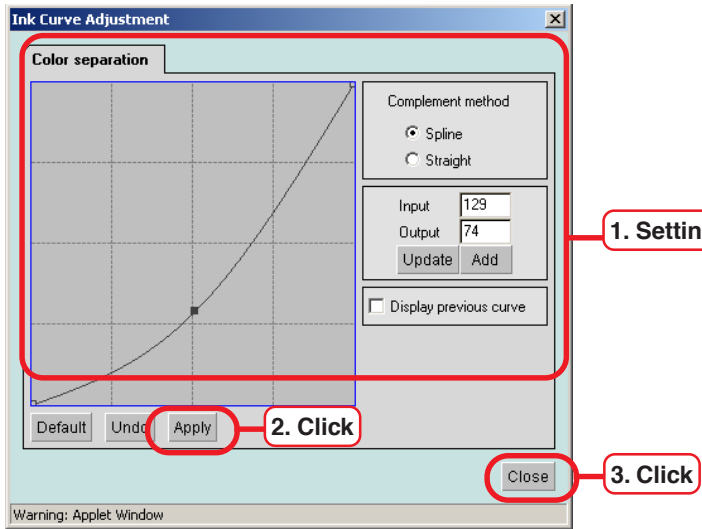 Ink Curve Adjustment
Color separation
Complement method
Spline
Straight
Input 129
Output 74
Update Add
1. Settin
Display previous curve
Default Undo Apply
2. Click
Close
3. Click
Warning: Applet Window